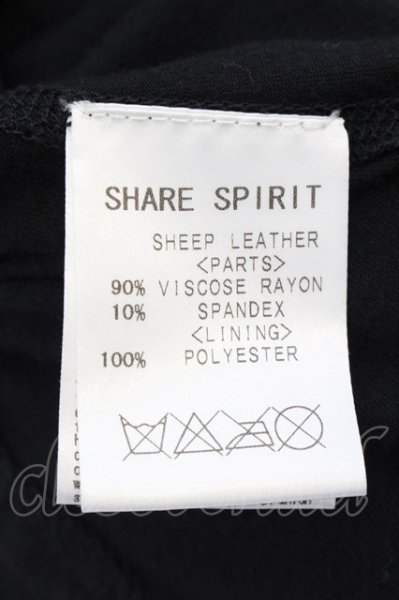 SHARE SPIRIT
SHEEP LEATHER
<PARTS>
90% VISCOSE RAYON
10% SPANDEX
<LINING>
100% POLYESTER